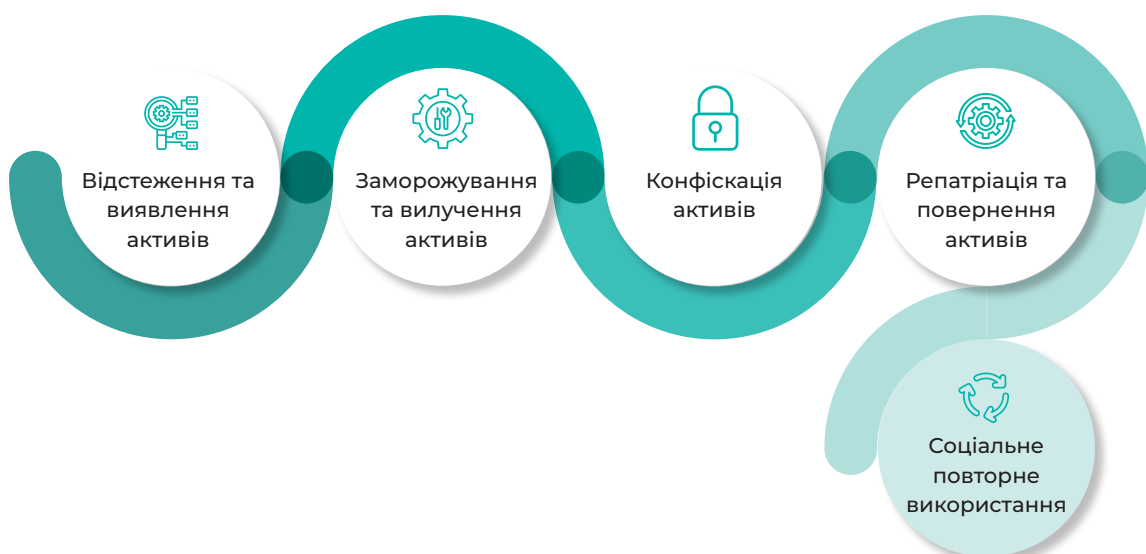 Відстеження та
виявлення
активів
Заморожування
та вилучення
активів
Конфіскація
активів
Репатріація та
повернення
активів
Соціальне
повторне
використання